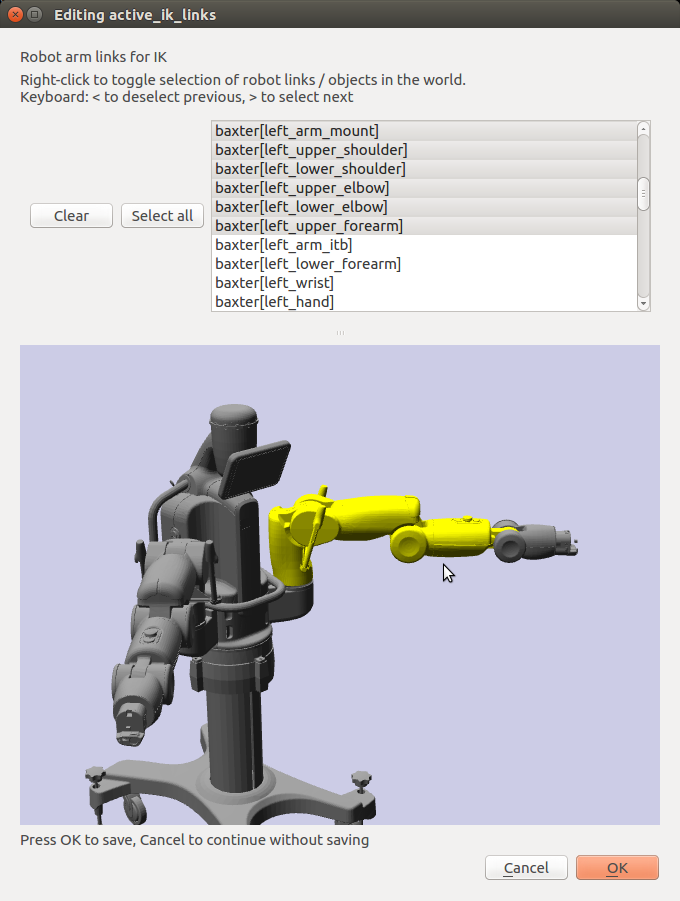 Editing active_ik_links
Robot arm links for IK
Right-click to toggle selection of robot links / objects in the world.
Keyboard: < to deselect previous, > to select next
baxter[left_arm_mount]
baxter[left_upper_shoulder]
baxter[left_lower_shoulder]
baxter[left_upper_elbow]
baxter[left_lower_elbow]
baxter[left_upper_forearm]
baxter[left_arm_itb]
baxter[left_lower_forearm]
baxter[left_wrist]
baxter[left_hand]
Clear
Select all
Press OK to save, Cancel to continue without saving
Cancel
OK